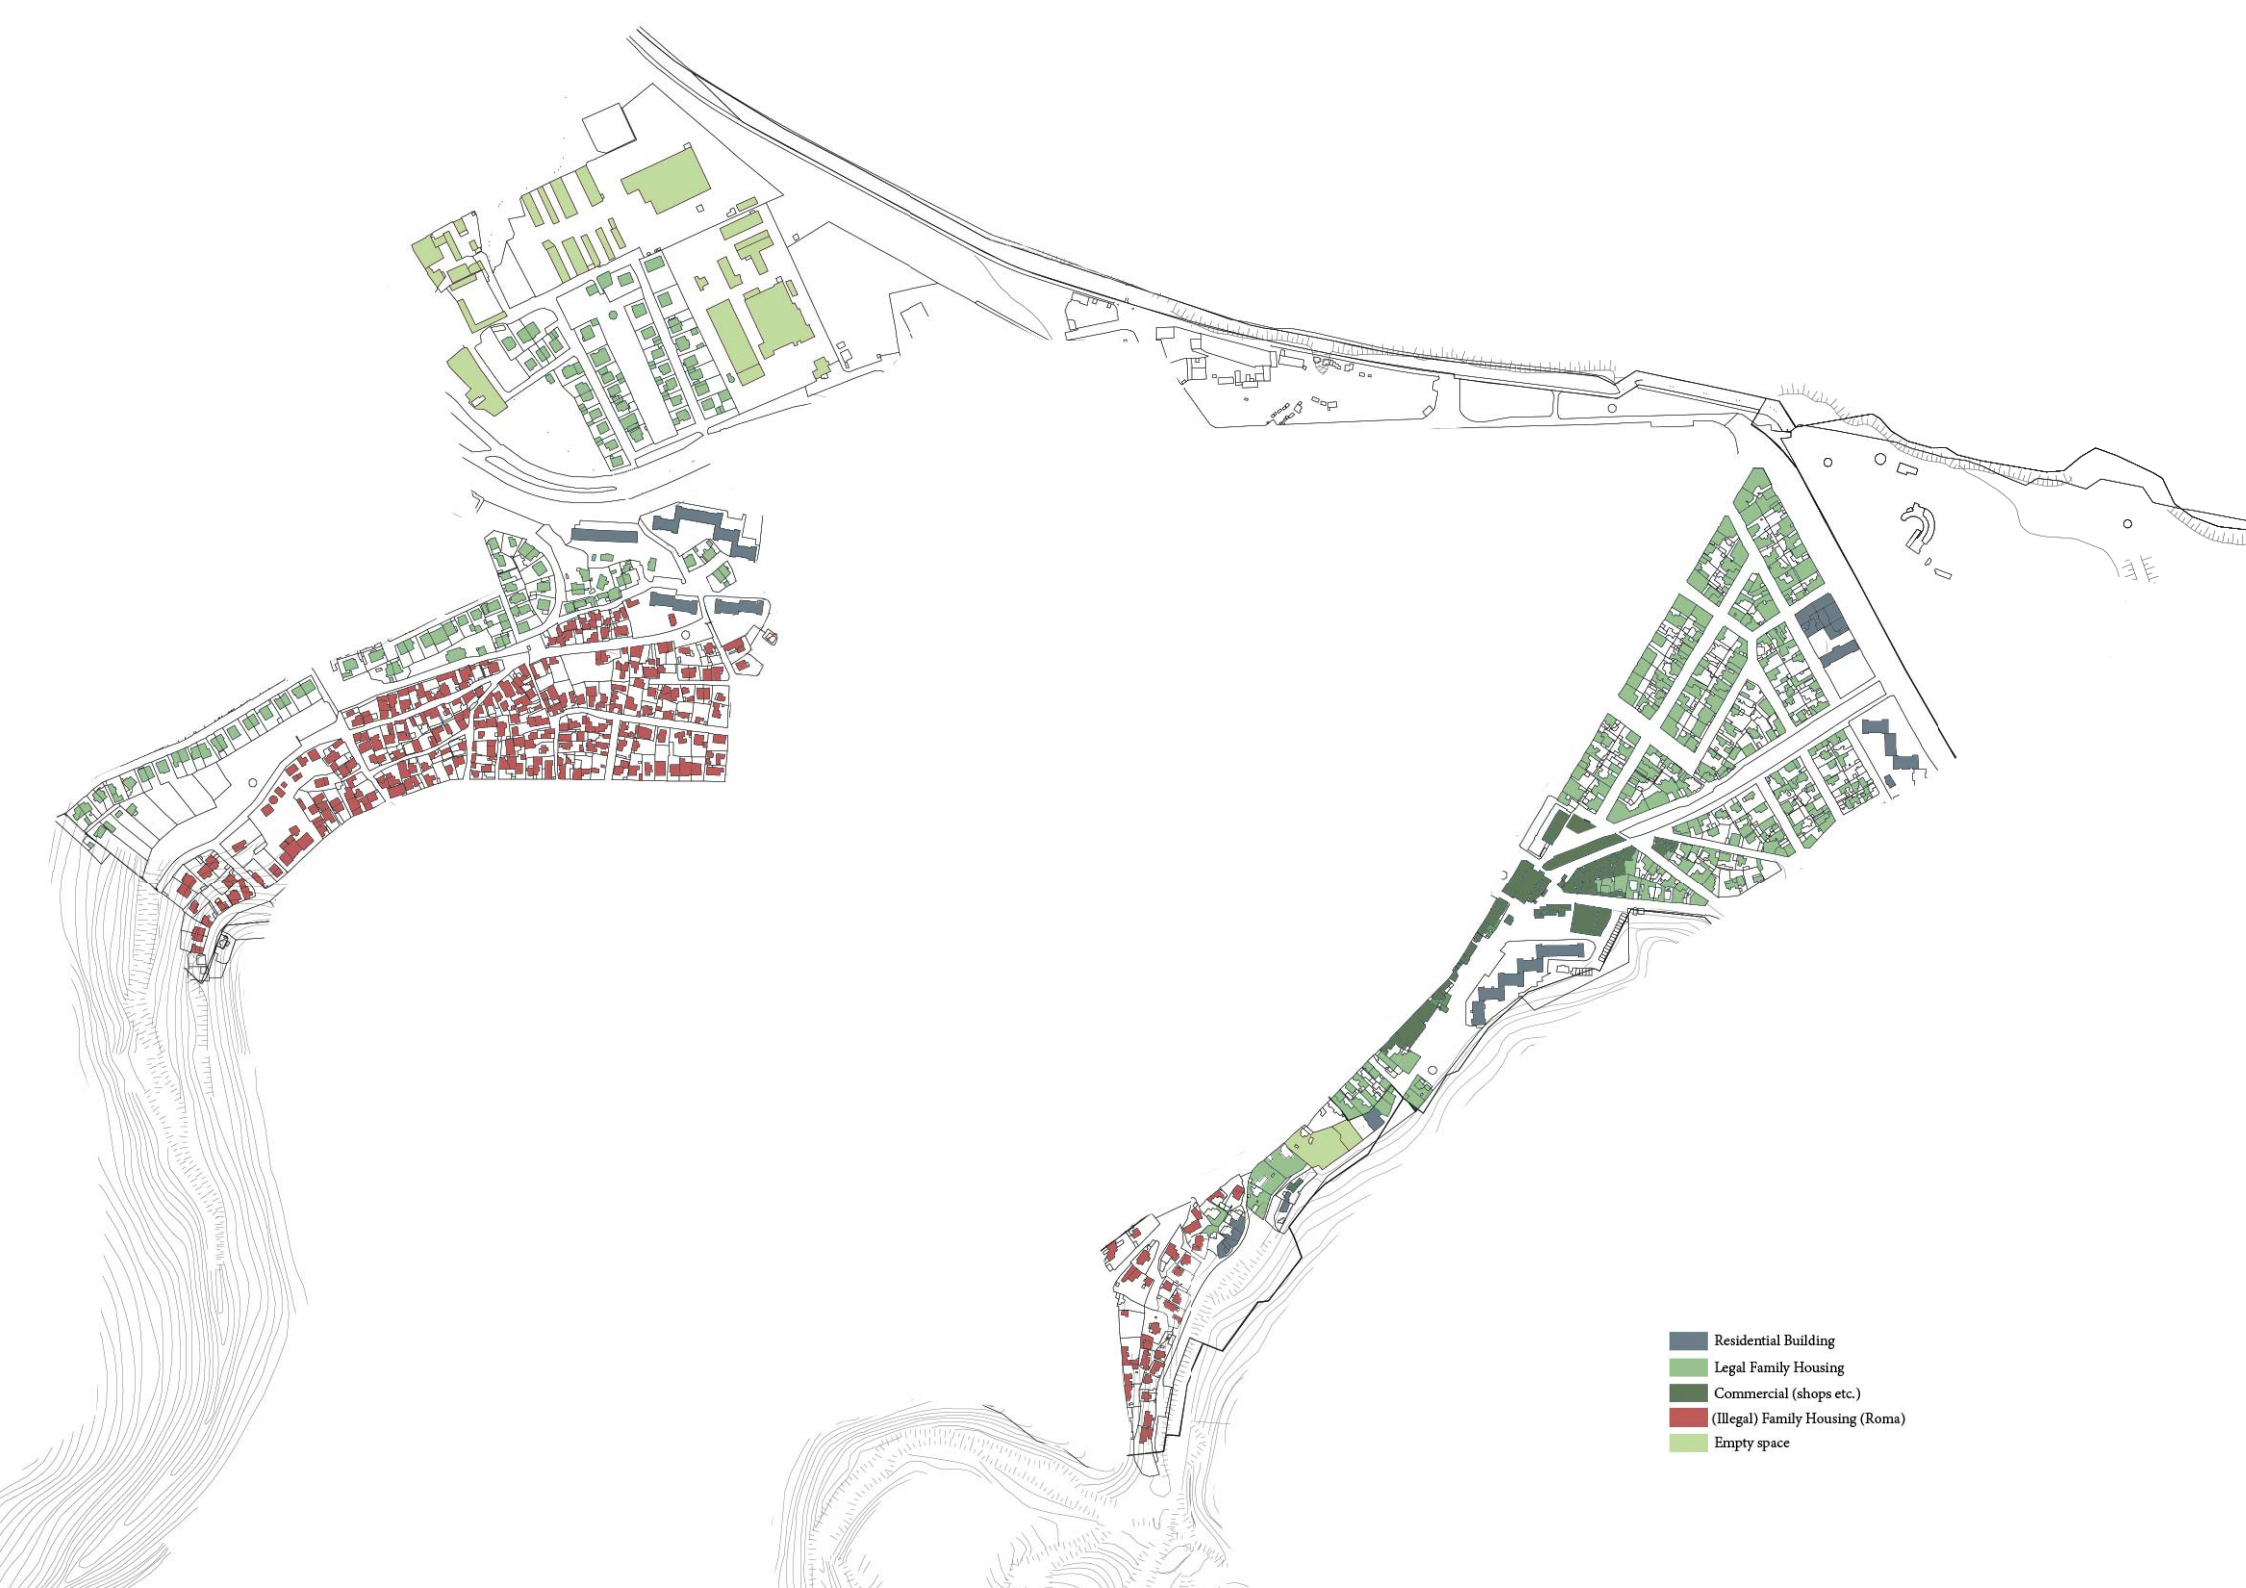 Residential Building
Legal Family Housing
Commercial (shops etc.)
(Illegal) Family Housing (Roma)
Empty space